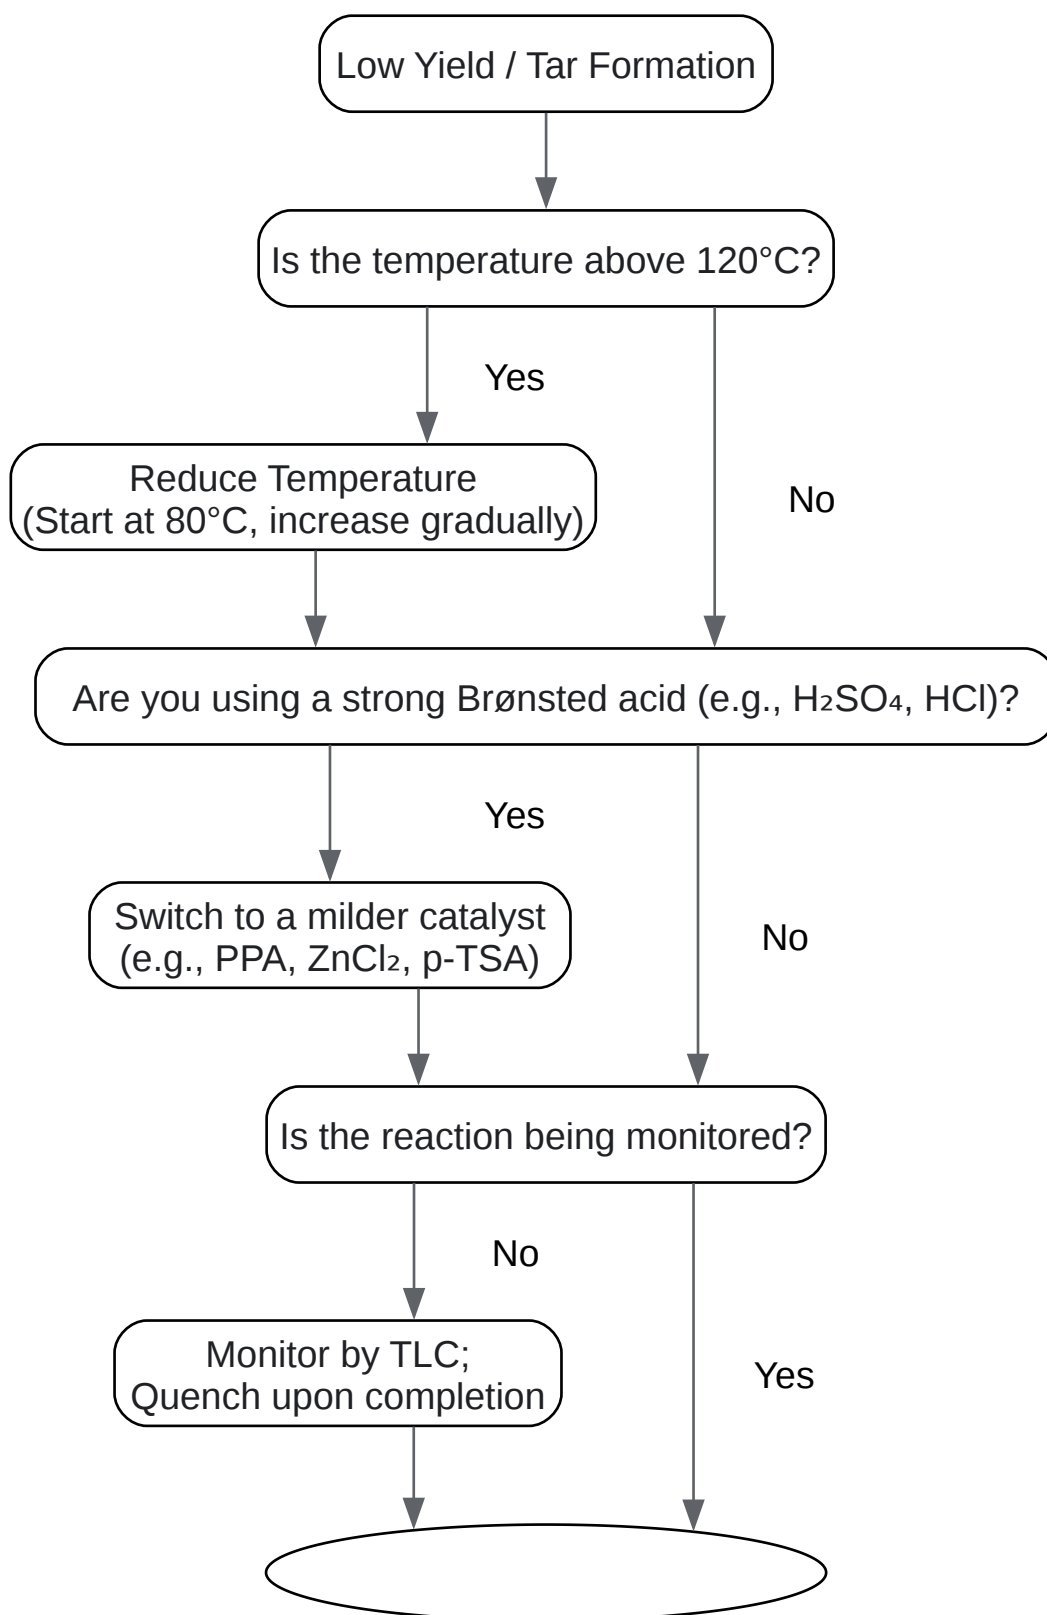 Low Yield / Tar Formation
Is the temperature above 120°C?
Yes
Reduce Temperature
(Start at 80°C, increase gradually)
No
Are you using a strong Brønsted acid (e.g., H₂SO₄, HCl)?
Yes
Switch to a milder catalyst
(e.g., PPA, ZnCl₂, p-TSA)
No
Is the reaction being monitored?
No
Monitor by TLC;
Quench upon completion
Yes